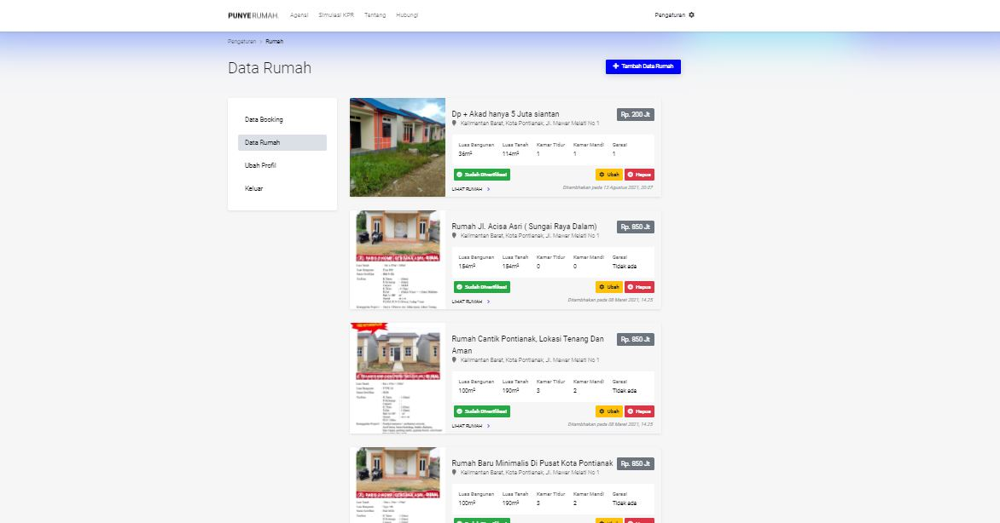 PUNYERUMAH. Agensi Simulasi KPR Tentang Hubungi Pengaturan
Pengaturan > Rumah
Data Rumah
+ Tambah Data Rumah
Data Booking
Data Rumah
Ubah Profil
Keluar
Dp + Akad hanya 5 Juta siantan
Rp. 200 Jt
Kalimantan Barat, Kota Pontianak, Jl. Mawar Melati No 1
Luas Bangunan Luas Tanah Kamar Tidur Kamar Mandi Garasi
36m² 114m² 1 1 1
Sudah Diverifikasi Ubah Hapus
LIHAT RUMAH > Ditambahkan pada 13 Agustus 2021, 20:07
Rumah Jl. Acisa Asri ( Sungai Raya Dalam)
Rp. 850 Jt
Kalimantan Barat, Kota Pontianak, Jl. Mawar Melati No 1
Luas Bangunan Luas Tanah Kamar Tidur Kamar Mandi Garasi
154m² 154m² 0 0 Tidak ada
Sudah Diverifikasi Ubah Hapus
LIHAT RUMAH > Ditambahkan pada 08 Maret 2021, 14:25
Rumah Cantik Pontianak, Lokasi Tenang Dan
Aman
Rp. 850 Jt
Kalimantan Barat, Kota Pontianak, Jl. Mawar Melati No 1
Luas Bangunan Luas Tanah Kamar Tidur Kamar Mandi Garasi
100m² 190m² 3 2 Tidak ada
Sudah Diverifikasi Ubah Hapus
LIHAT RUMAH > Ditambahkan pada 08 Maret 2021, 14:25
Rumah Baru Minimalis Di Pusat Kota Pontianak
Rp. 850 Jt
Kalimantan Barat, Kota Pontianak, Jl. Mawar Melati No 1
Luas Bangunan Luas Tanah Kamar Tidur Kamar Mandi Garasi
100m² 190m² 3 2 Tidak ada